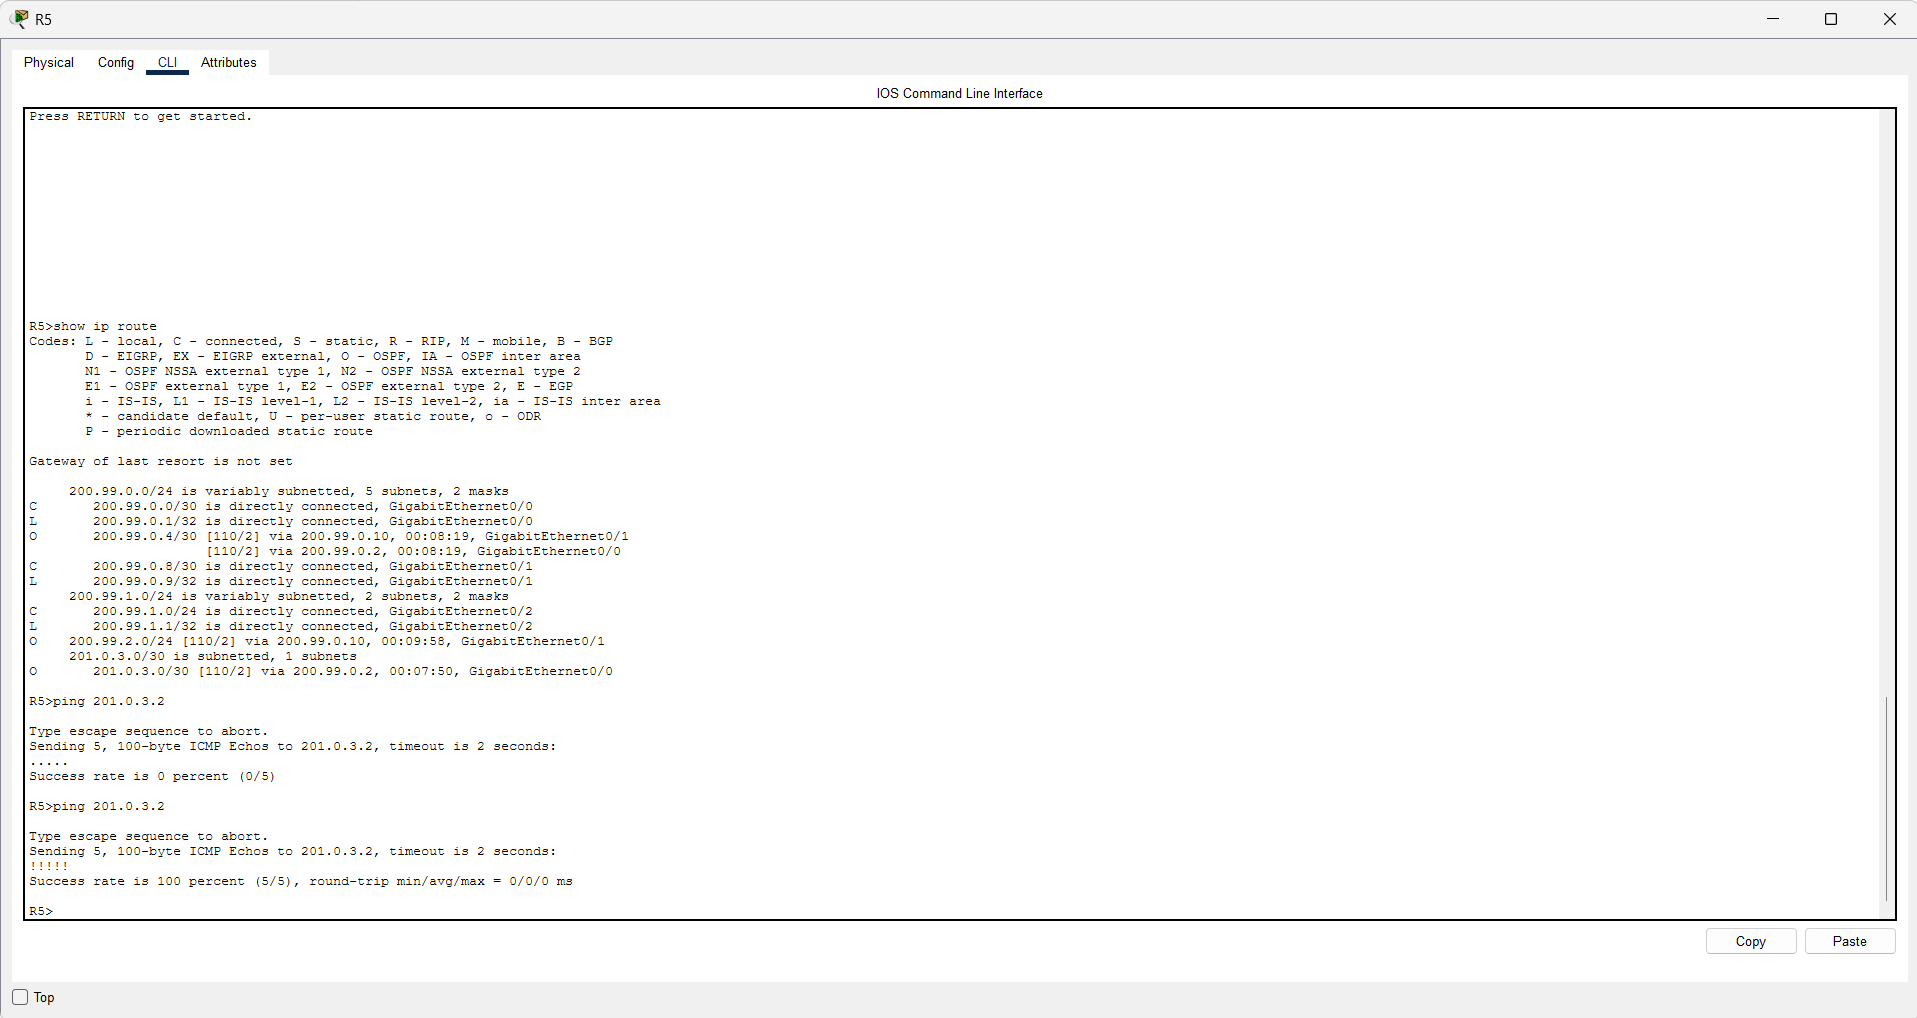 R5
Physical Config CLI Attributes
IOS Command Line Interface
Press RETURN to get started.
R5>show ip route
Codes: L - local, C - connected, S - static, R - RIP, M - mobile, B - BGP
D - EIGRP, EX - EIGRP external, O - OSPF, IA - OSPF inter area
N1 - OSPF NSSA external type 1, N2 - OSPF NSSA external type 2
E1 - OSPF external type 1, E2 - OSPF external type 2, E - EGP
i - IS-IS, L1 - IS-IS level-1, L2 - IS-IS level-2, ia - IS-IS inter area
* - candidate default, U - per-user static route, o - ODR
P - periodic downloaded static route
Gateway of last resort is not set
200.99.0.0/24 is variably subnetted, 5 subnets, 2 masks
C 200.99.0.0/30 is directly connected, GigabitEthernet0/0
L 200.99.0.1/32 is directly connected, GigabitEthernet0/0
O 200.99.0.4/30 [110/2] via 200.99.0.10, 00:08:19, GigabitEthernet0/1
[110/2] via 200.99.0.2, 00:08:19, GigabitEthernet0/0
C 200.99.0.8/30 is directly connected, GigabitEthernet0/1
L 200.99.0.9/32 is directly connected, GigabitEthernet0/1
200.99.1.0/24 is variably subnetted, 2 subnets, 2 masks
C 200.99.1.0/24 is directly connected, GigabitEthernet0/2
L 200.99.1.1/32 is directly connected, GigabitEthernet0/2
O 200.99.2.0/24 [110/2] via 200.99.0.10, 00:09:58, GigabitEthernet0/1
201.0.3.0/30 is subnetted, 1 subnets
O 201.0.3.0/30 [110/2] via 200.99.0.2, 00:07:50, GigabitEthernet0/0
R5>ping 201.0.3.2
Type escape sequence to abort.
Sending 5, 100-byte ICMP Echos to 201.0.3.2, timeout is 2 seconds:
.....
Success rate is 0 percent (0/5)
R5>ping 201.0.3.2
Type escape sequence to abort.
Sending 5, 100-byte ICMP Echos to 201.0.3.2, timeout is 2 seconds:
!!!!!
Success rate is 100 percent (5/5), round-trip min/avg/max = 0/0/0 ms
R5>
Copy Paste
Top